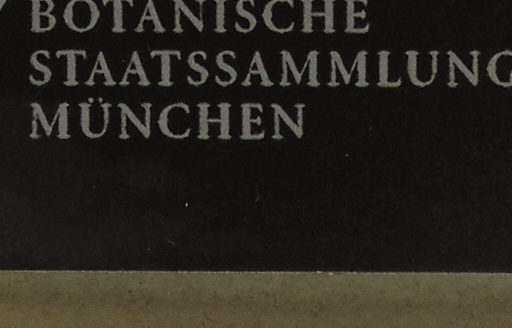 BOTANISCHE
STAATSSAMMLUNG
MÜNCHEN